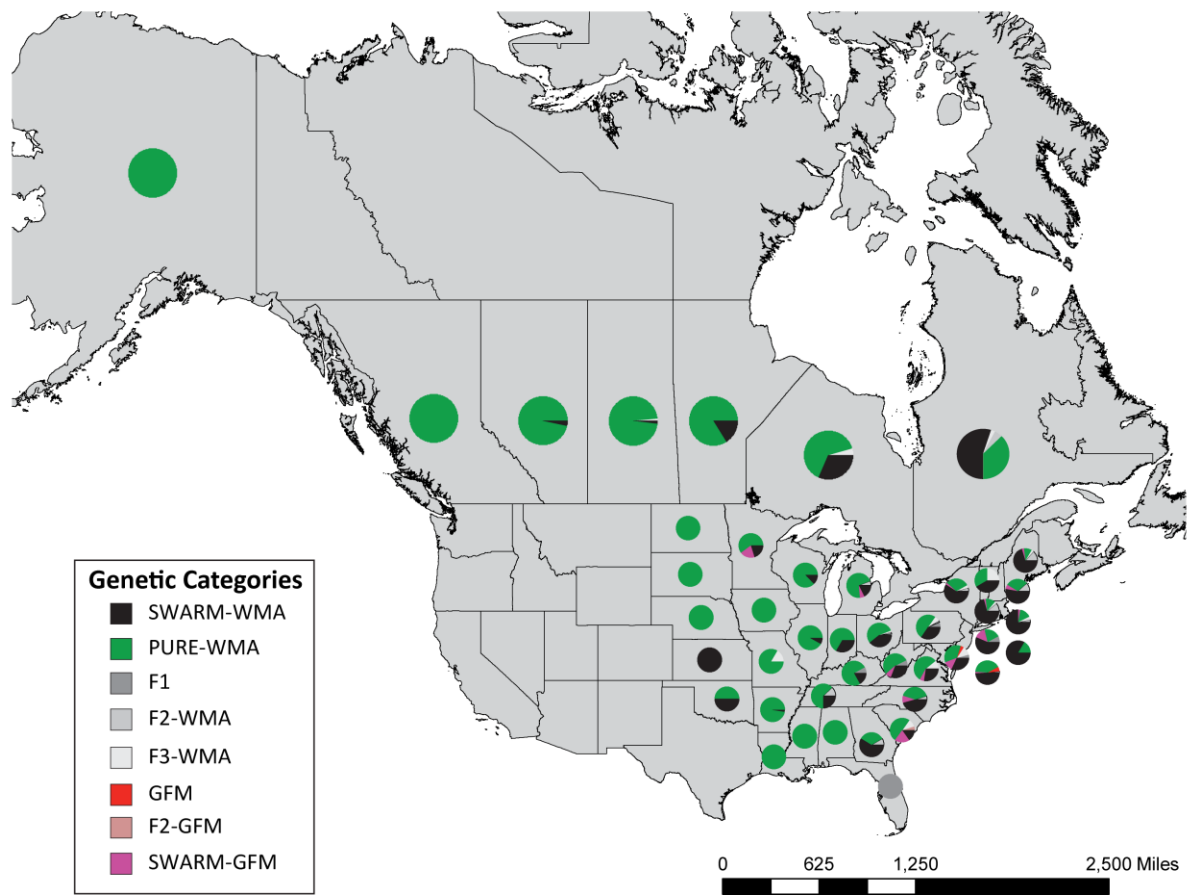 Genetic Categories
SWARM-WMA
PURE-WMA
F1
F2-WMA
F3-WMA
GFM
F2-GFM
SWARM-GFM
0 625 1,250 2,500 Miles